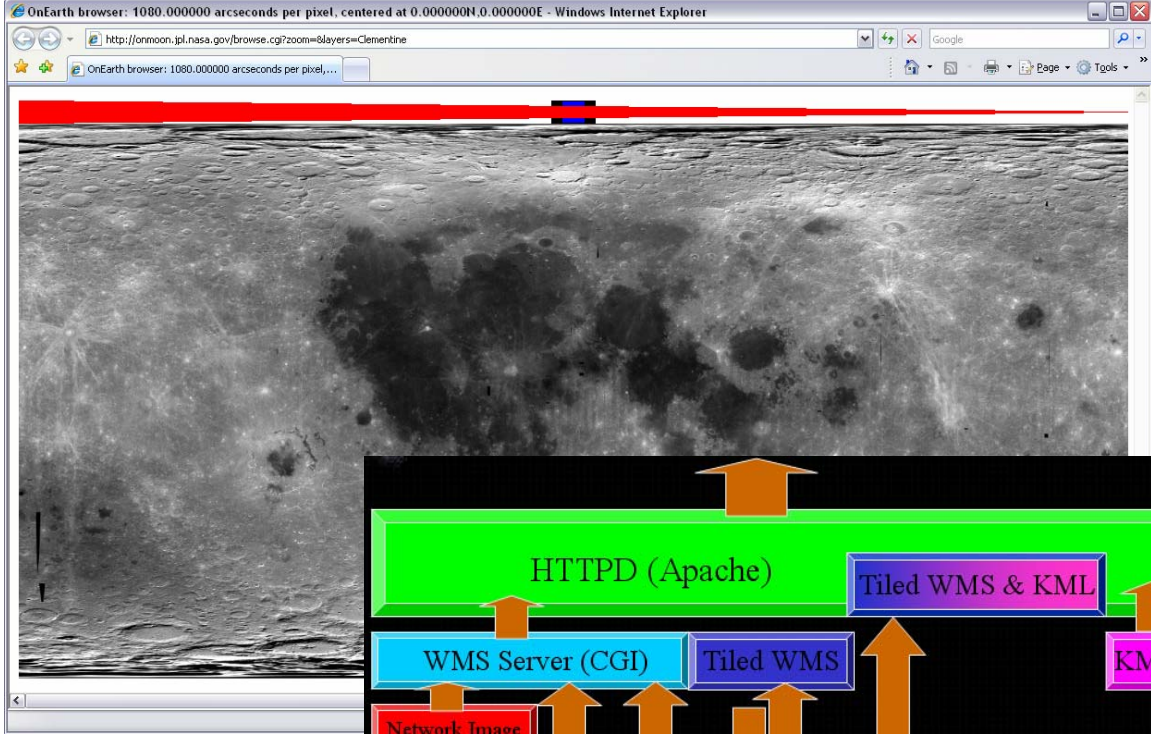 OnEarth browser: 1080.000000 arcseconds per pixel, centered at 0.000000N,0.000000E - Windows Internet Explorer
http://onmoon.jpl.nasa.gov/browse.cgi?zoom=&layers=Clementine
Google
OnEarth browser: 1080.000000 arcseconds per pixel,...
Page
Tools
HTTPD (Apache)
Tiled WMS & KML
WMS Server (CGI)
Tiled WMS
KM
Network Image